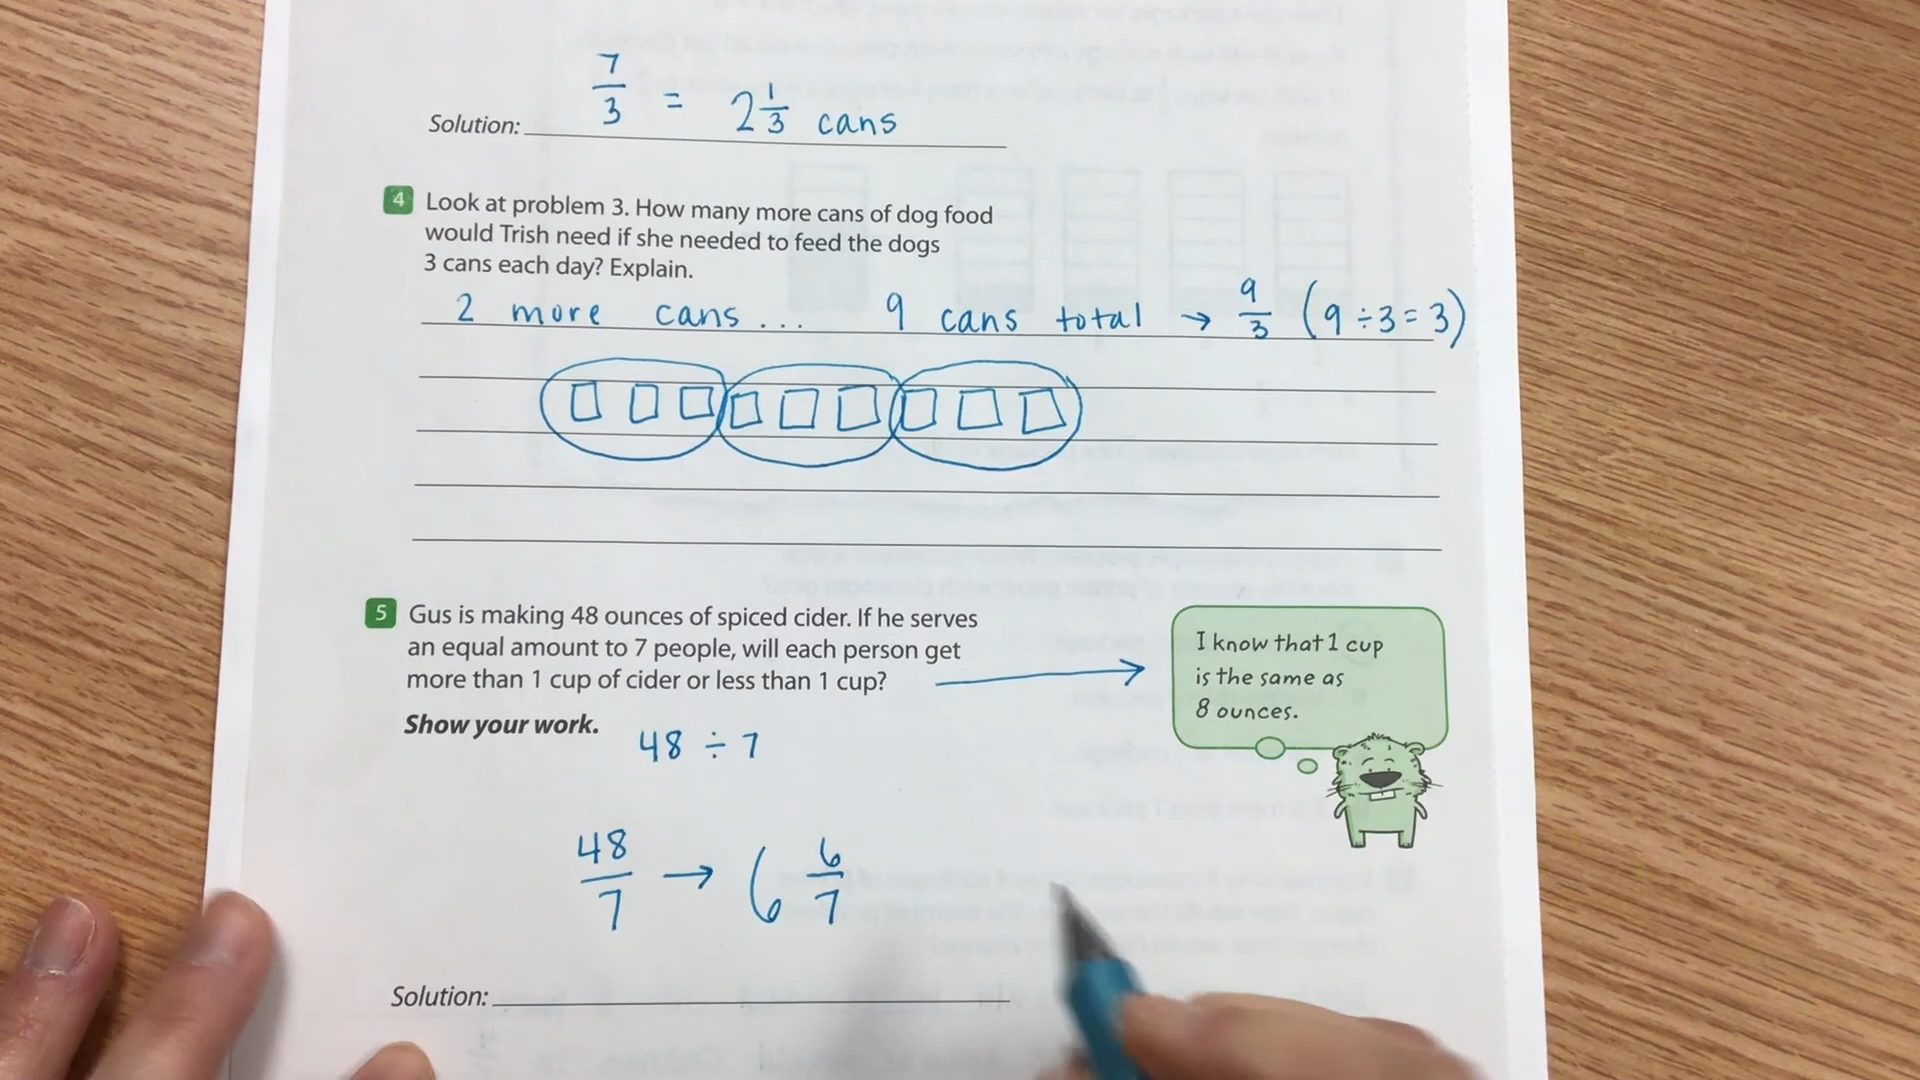 7/3 = 2 1/3 cans
Solution:
4 Look at problem 3. How many more cans of dog food
would Trish need if she needed to feed the dogs
3 cans each day? Explain.
2 more cans ... 9 cans total → 9/3 (9 ÷ 3 = 3)
5 Gus is making 48 ounces of spiced cider. If he serves
an equal amount to 7 people, will each person get
more than 1 cup of cider or less than 1 cup?
Show your work.
48 ÷ 7
I know that 1 cup
is the same as
8 ounces.
48/7 → 6 6/7
Solution: